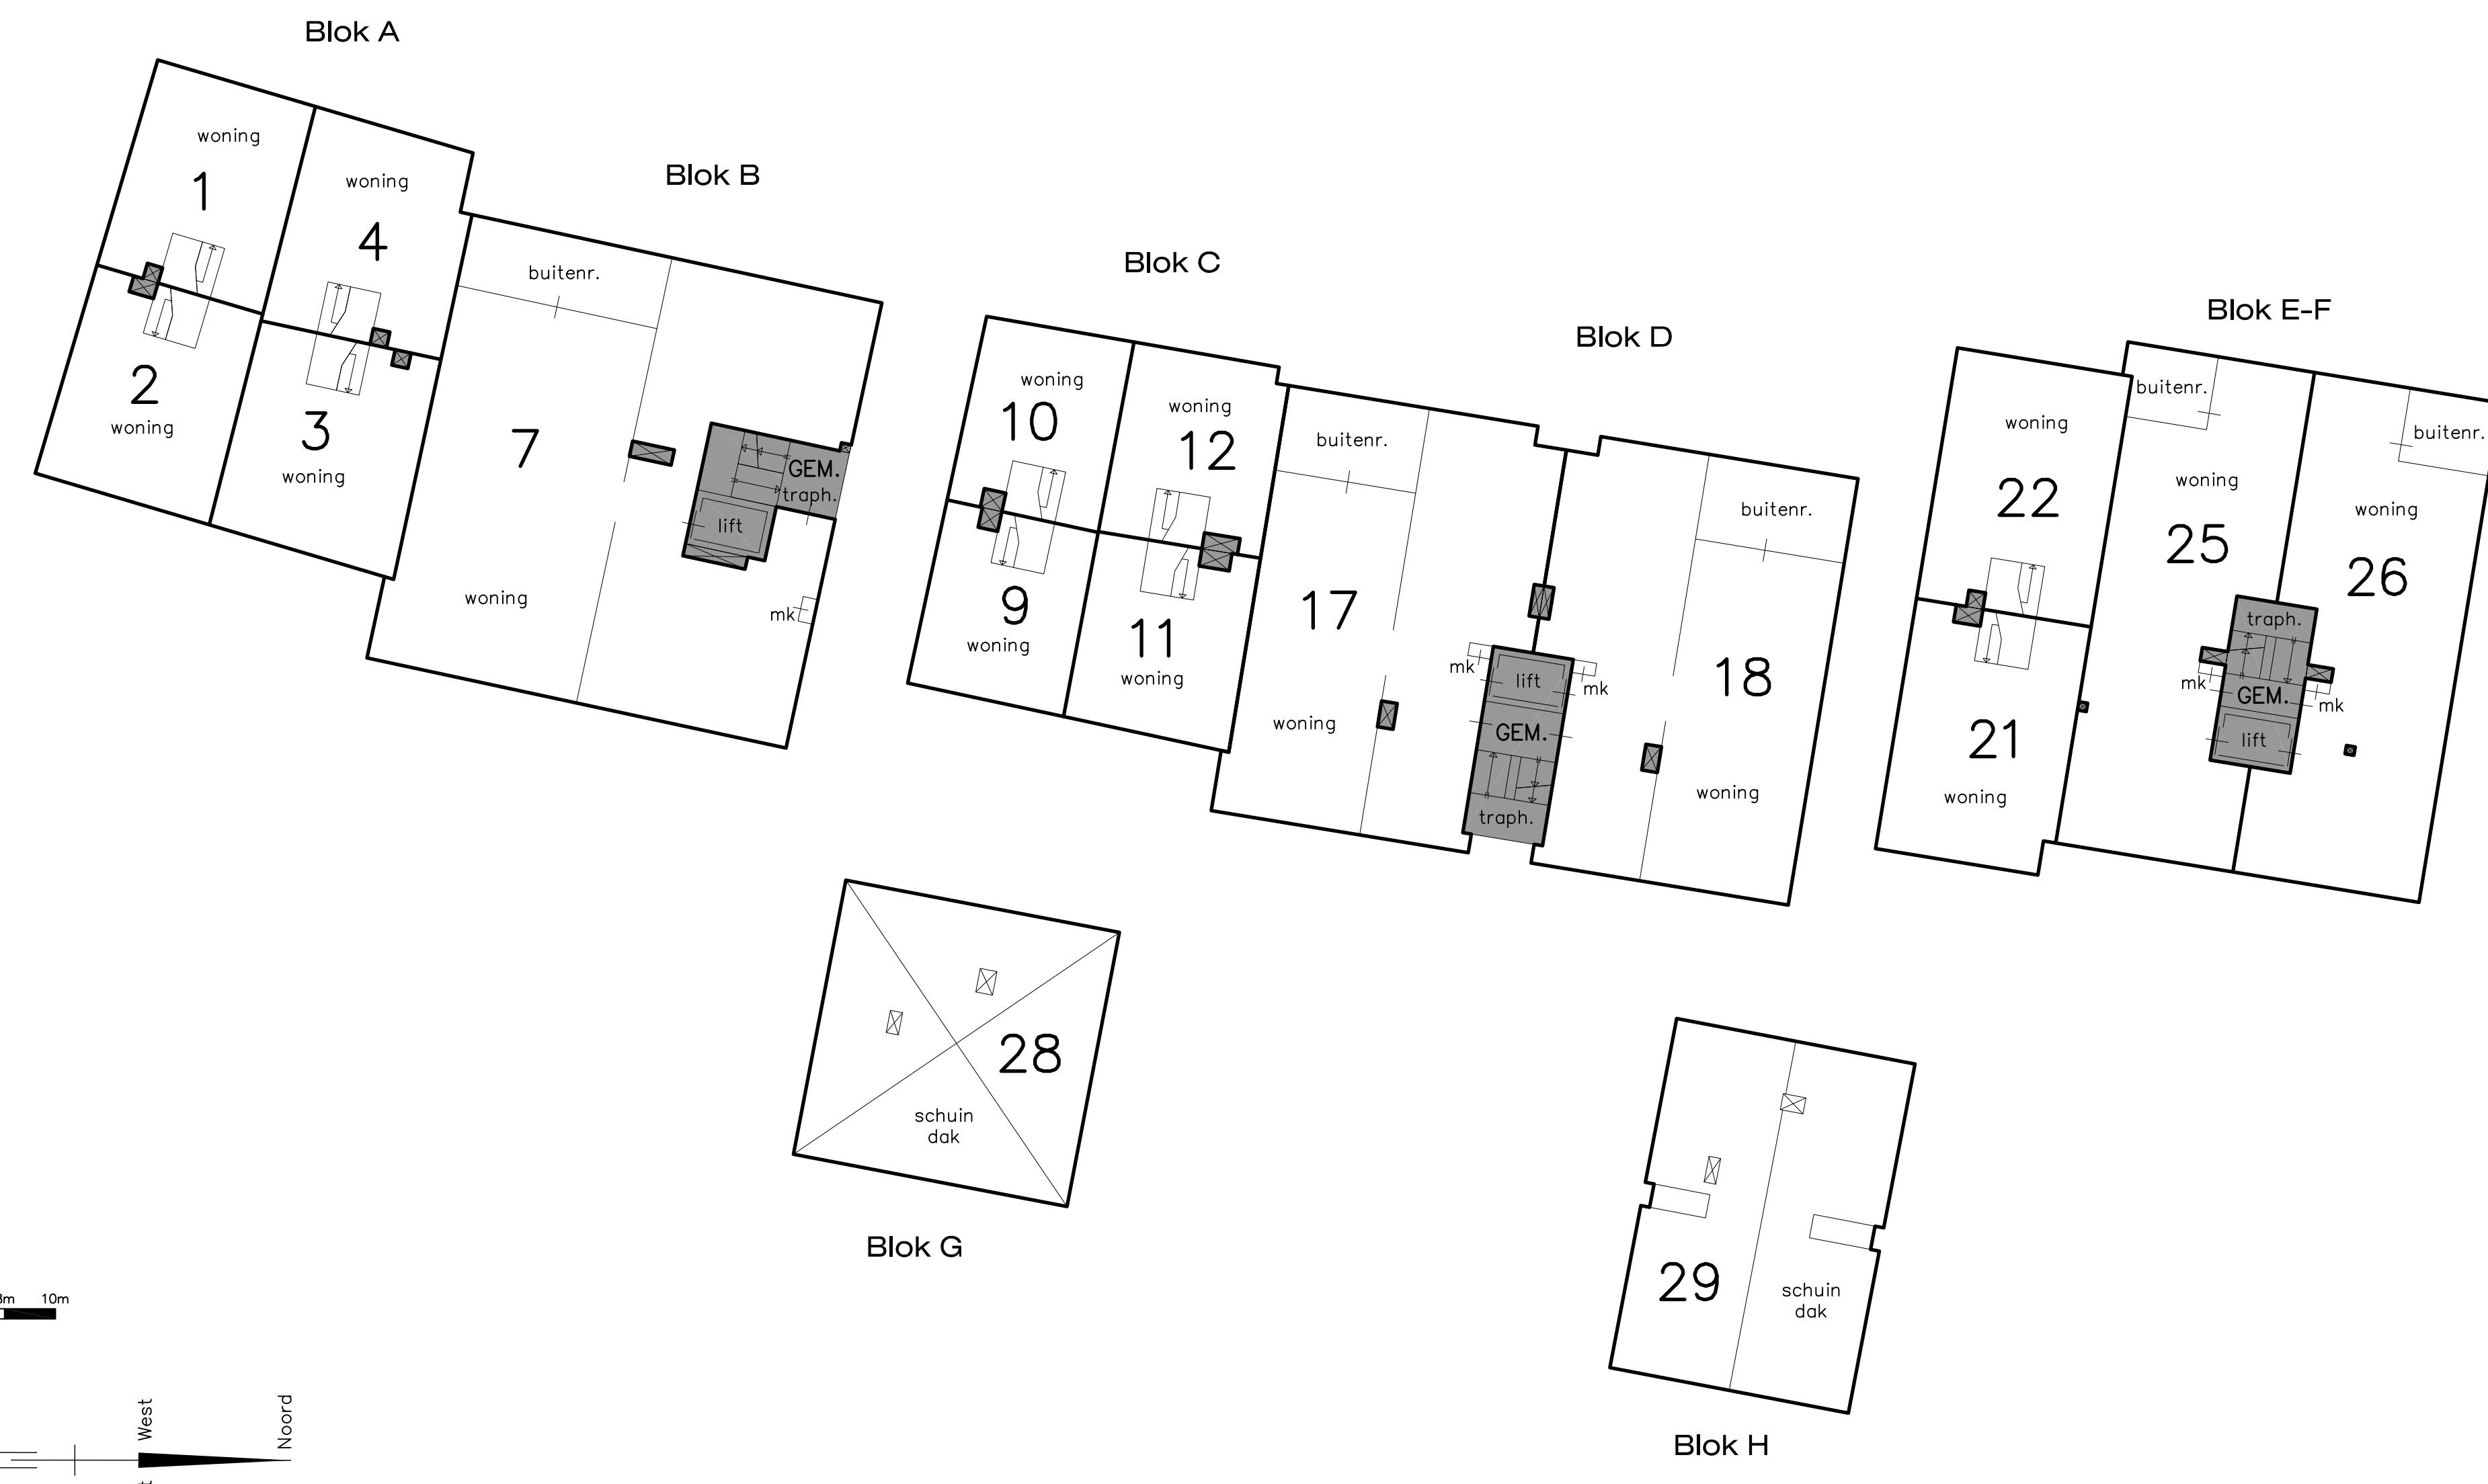 Blok A
woning
1
woning
4
2
woning
3
woning
Blok B
buitenr.
7
GEM.
traph.
lift
woning
mk
Blok C
woning
10
woning
12
9
woning
11
woning
Blok D
buitenr.
17
woning
mk
lift
mk
GEM.
traph.
buitenr.
18
woning
Blok E-F
woning
22
21
woning
buitenr.
woning
25
buitenr.
woning
26
traph.
mk
GEM.
mk
lift
28
schuin
dak
Blok G
29
schuin
dak
Blok H
10m
West
Noord